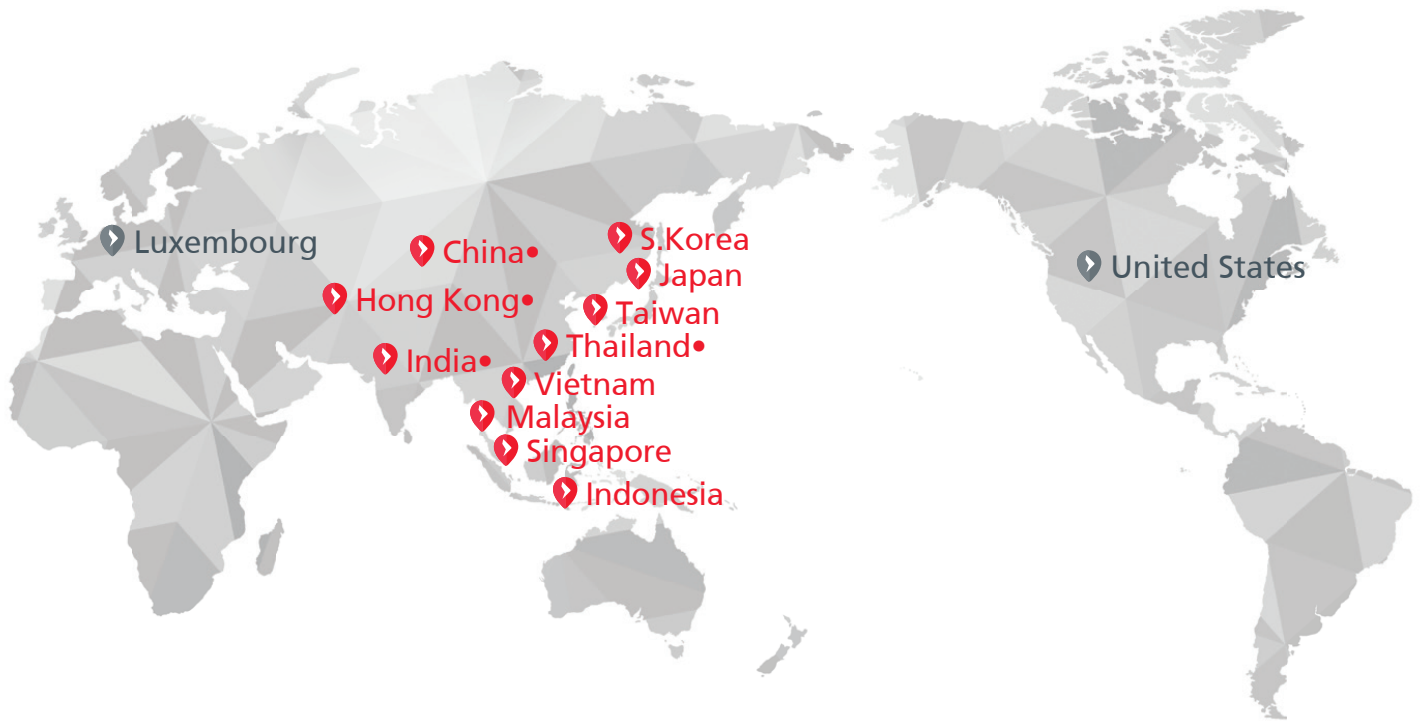 Luxembourg
China•
S.Korea
United States
Japan
Hong Kong•
Taiwan
Thailand•
India•
Vietnam
Malaysia
Singapore
Indonesia